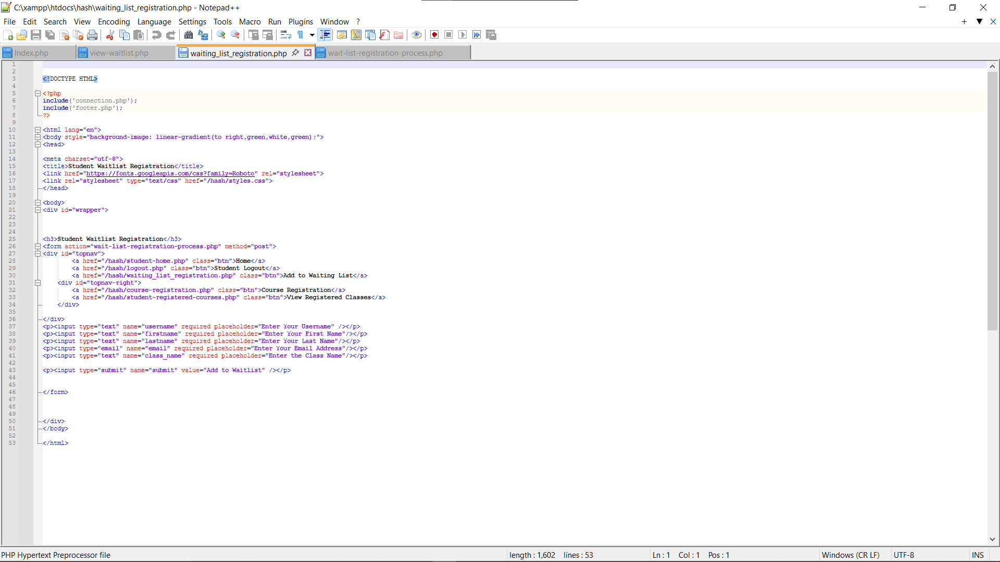 C:\xampp\htdocs\hash\waiting_list_registration.php - Notepad++
File Edit Search View Encoding Language Settings Tools Macro Run Plugins Window ?
Index.php view-waitlist.php waiting_list_registration.php wait-list-registration-process.php
1
2
3 <!DOCTYPE HTML>
4
5 <?php
6 include('connection.php');
7 include('footer.php');
8 ?>
9
10 <html lang="en">
11 <body style="background-image: linear-gradient(to right,green,white,green);">
12 <head>
13
14 <meta charset="utf-8">
15 <title>Student Waitlist Registration</title>
16 <link href="https://fonts.googleapis.com/css?family=Roboto" rel="stylesheet">
17 <link rel="stylesheet" type="text/css" href="/hash/styles.css">
18 </head>
19
20 <body>
21 <div id="wrapper">
22
23
24
25 <h3>Student Waitlist Registration</h3>
26 <form action="wait-list-registration-process.php" method="post">
27 <div id="topnav">
28 <a href="/hash/student-home.php" class="btn">Home</a>
29 <a href="/hash/logout.php" class="btn">Student Logout</a>
30 <a href="/hash/waiting_list_registration.php" class="btn">Add to Waiting List</a>
31 <div id="topnav-right">
32 <a href="/hash/course-registration.php" class="btn">Course Registration</a>
33 <a href="/hash/student-registered-courses.php" class="btn">View Registered Classes</a>
34 </div>
35
36 </div>
37 <p><input type="text" name="username" required placeholder="Enter Your Username" /></p>
38 <p><input type="text" name="firstname" required placeholder="Enter Your First Name"/></p>
39 <p><input type="text" name="lastname" required placeholder="Enter Your Last Name"/></p>
40 <p><input type="email" name="email" required placeholder="Enter Your Email Address"/></p>
41 <p><input type="text" name="class_name" required placeholder="Enter the Class Name"/></p>
42
43 <p><input type="submit" name="submit" value="Add to Waitlist" /></p>
44
45
46 </form>
47
48
49
50 </div>
51 </body>
52
53 </html>
PHP Hypertext Preprocessor file length : 1,602 lines : 53 Ln : 1 Col : 1 Pos : 1 Windows (CR LF) UTF-8 INS